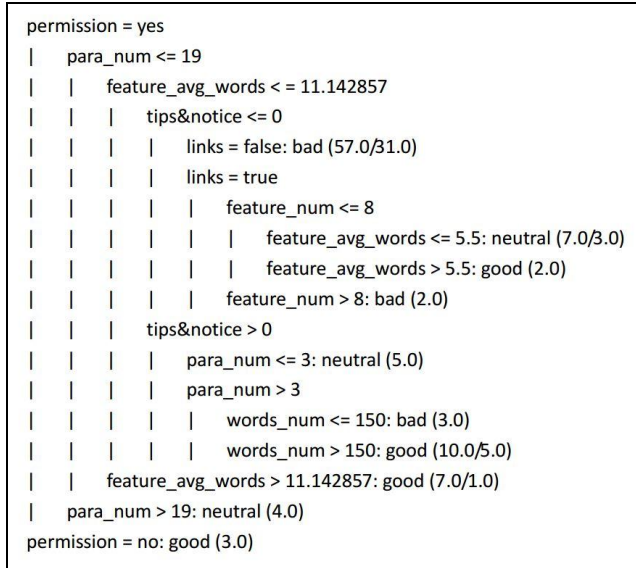 permission = yes
| para_num <= 19
| | feature_avg_words < = 11.142857
| | | tips&notice <= 0
| | | | links = false: bad (57.0/31.0)
| | | | links = true
| | | | | feature_num <= 8
| | | | | | feature_avg_words <= 5.5: neutral (7.0/3.0)
| | | | | | feature_avg_words > 5.5: good (2.0)
| | | | | feature_num > 8: bad (2.0)
| | | tips&notice > 0
| | | | para_num <= 3: neutral (5.0)
| | | | para_num > 3
| | | | | words_num <= 150: bad (3.0)
| | | | | words_num > 150: good (10.0/5.0)
| | feature_avg_words > 11.142857: good (7.0/1.0)
| para_num > 19: neutral (4.0)
permission = no: good (3.0)